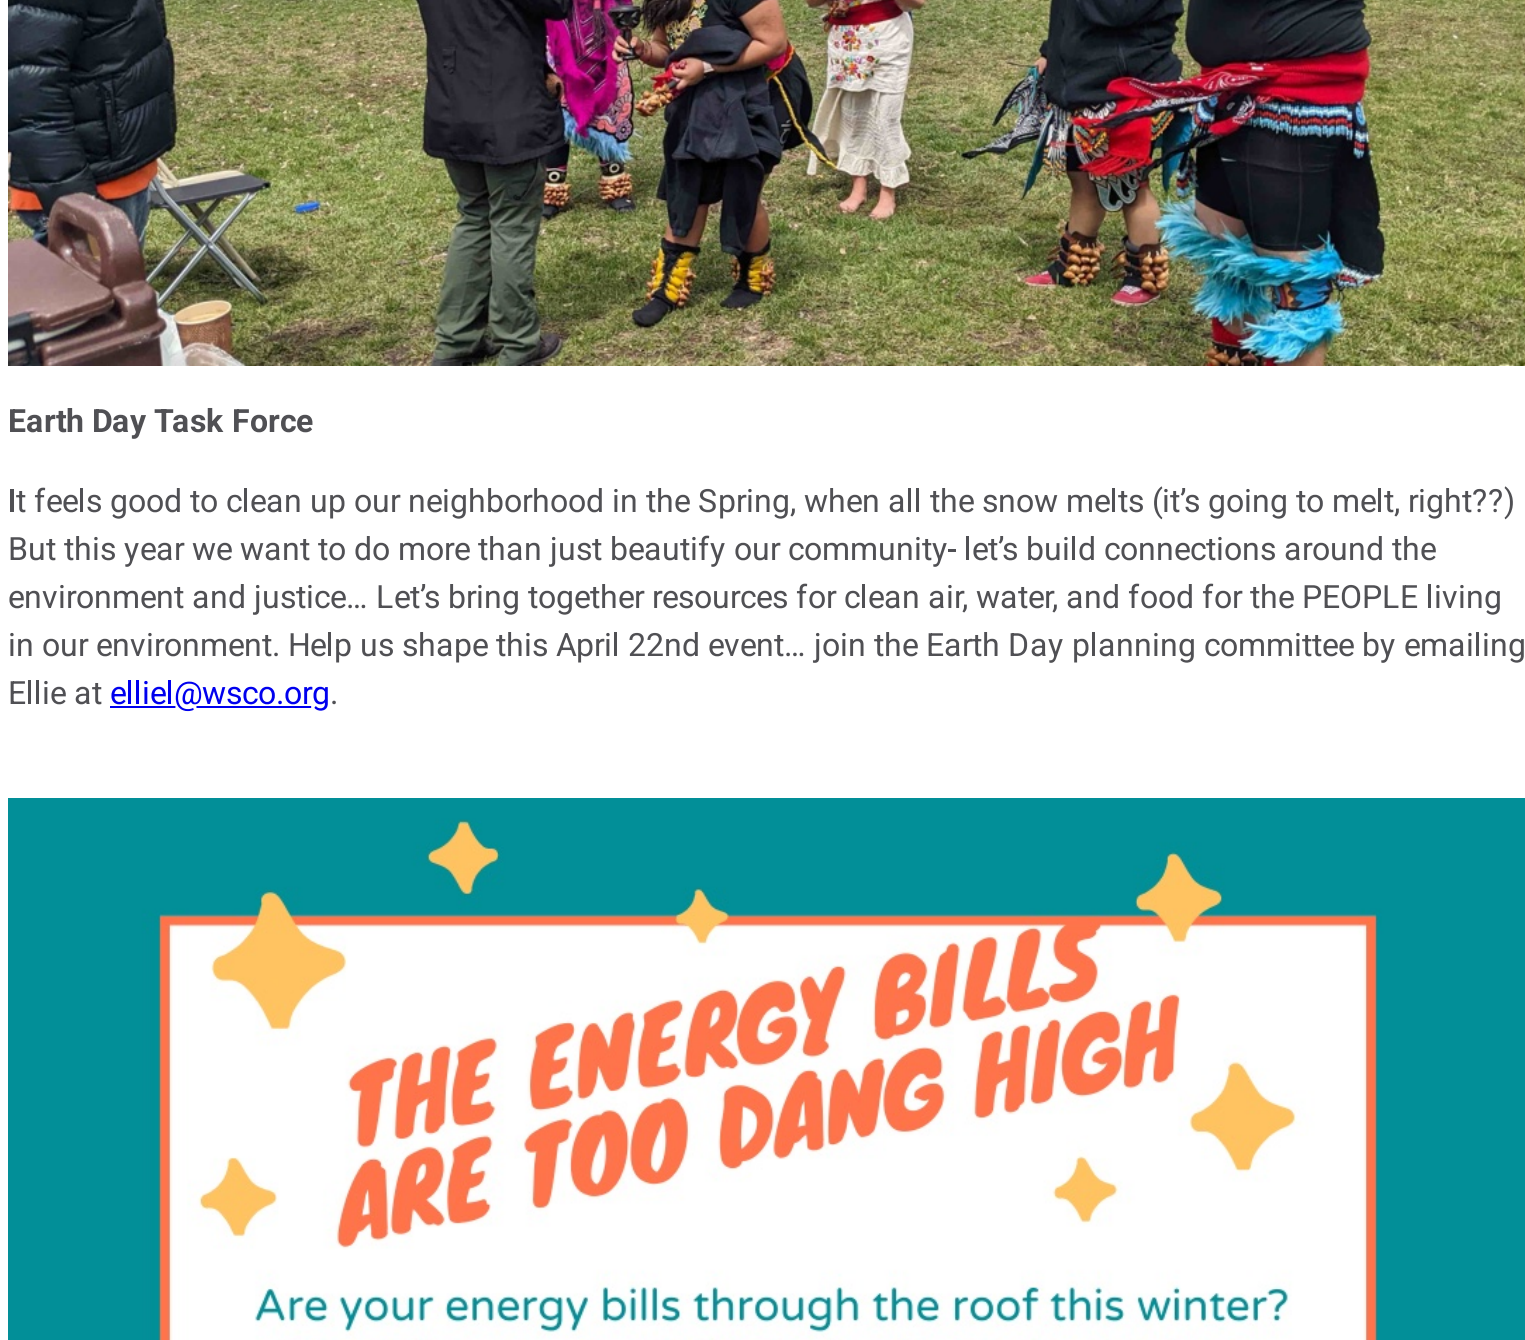 Earth Day Task Force
It feels good to clean up our neighborhood in the Spring, when all the snow melts (it’s going to melt, right??)
But this year we want to do more than just beautify our community- let’s build connections around the
environment and justice… Let’s bring together resources for clean air, water, and food for the PEOPLE living
in our environment. Help us shape this April 22nd event… join the Earth Day planning committee by emailing
Ellie at elliel@wsco.org.
THE ENERGY BILLS
ARE TOO DANG HIGH
Are your energy bills through the roof this winter?